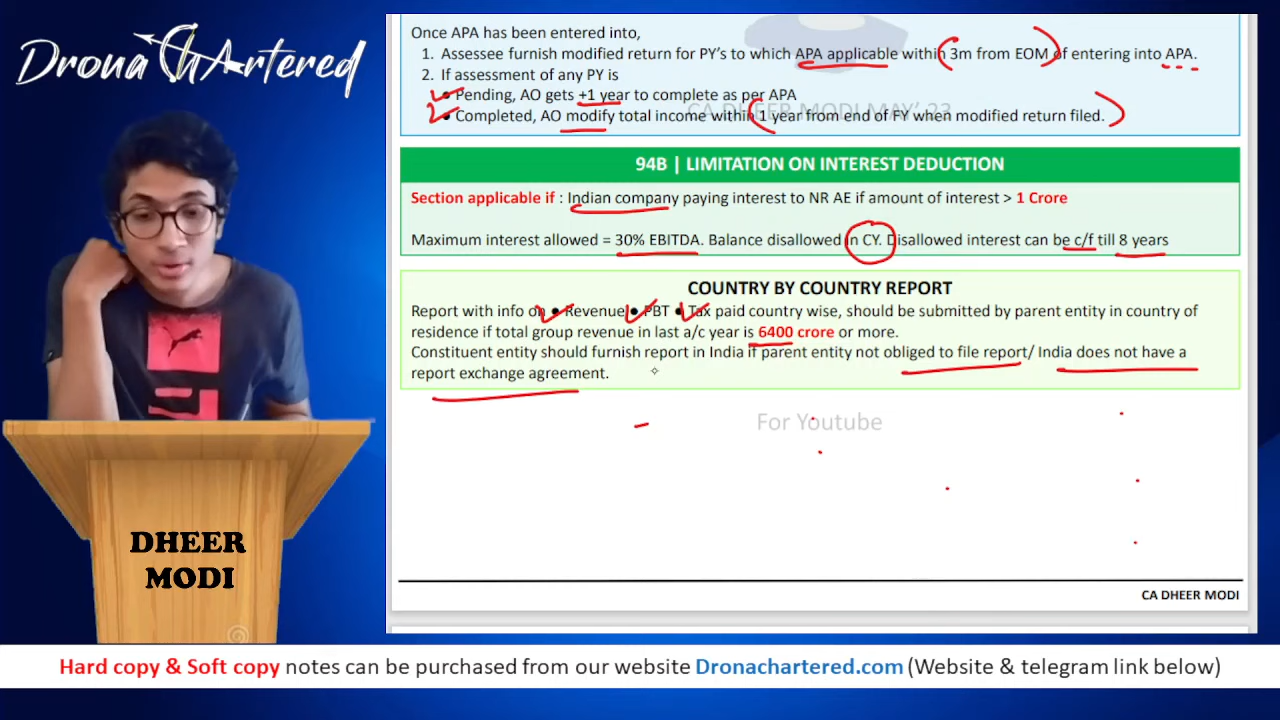 Drona Chartered
Once APA has been entered into,
1. Assessee furnish modified return for PY's to which APA applicable within 3m from EOM of entering into APA.
2. If assessment of any PY is
• Pending, AO gets +1 year to complete as per APA
• Completed, AO modify total income within 1 year from end of FY when modified return filed.
CA DHEER MODI MAY' 23
94B | LIMITATION ON INTEREST DEDUCTION
Section applicable if : Indian company paying interest to NR AE if amount of interest > 1 Crore
Maximum interest allowed = 30% EBITDA. Balance disallowed in CY. Disallowed interest can be c/f till 8 years
COUNTRY BY COUNTRY REPORT
Report with info on • Revenue • PBT • Tax paid country wise, should be submitted by parent entity in country of
residence if total group revenue in last a/c year is 6400 crore or more.
Constituent entity should furnish report in India if parent entity not obliged to file report/ India does not have a
report exchange agreement.
For Youtube
CA DHEER MODI
DHEER
MODI
Hard copy & Soft copy notes can be purchased from our website Dronachartered.com (Website & telegram link below)